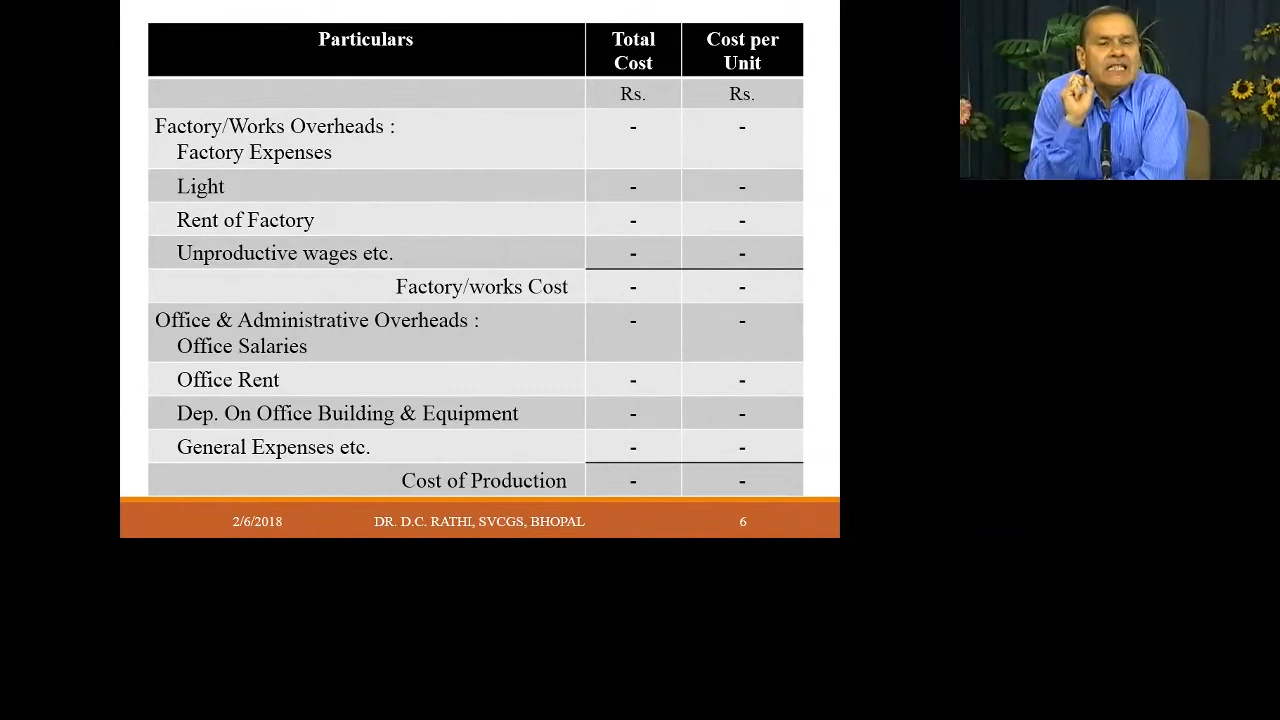 Particulars Total Cost Cost per Unit
Rs. Rs.
Factory/Works Overheads : - -
Factory Expenses
Light - -
Rent of Factory - -
Unproductive wages etc. - -
Factory/works Cost - -
Office & Administrative Overheads : - -
Office Salaries
Office Rent - -
Dep. On Office Building & Equipment - -
General Expenses etc. - -
Cost of Production - -
2/6/2018 DR. D.C. RATHI, SVCGS, BHOPAL 6